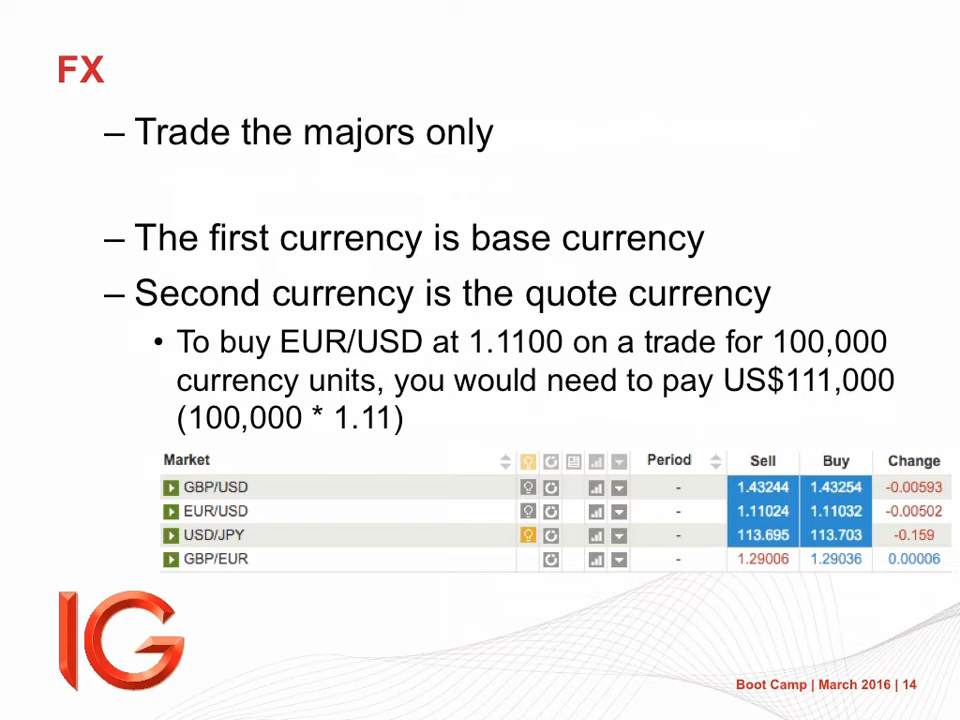 FX
– Trade the majors only
– The first currency is base currency
– Second currency is the quote currency
• To buy EUR/USD at 1.1100 on a trade for 100,000
currency units, you would need to pay US$111,000
(100,000 * 1.11)
Market Period Sell Buy Change
GBP/USD - 1.43244 1.43254 -0.00593
EUR/USD - 1.11024 1.11032 -0.00502
USD/JPY - 113.695 113.703 -0.159
GBP/EUR - 1.29006 1.29036 0.00006
IG
Boot Camp | March 2016 | 14